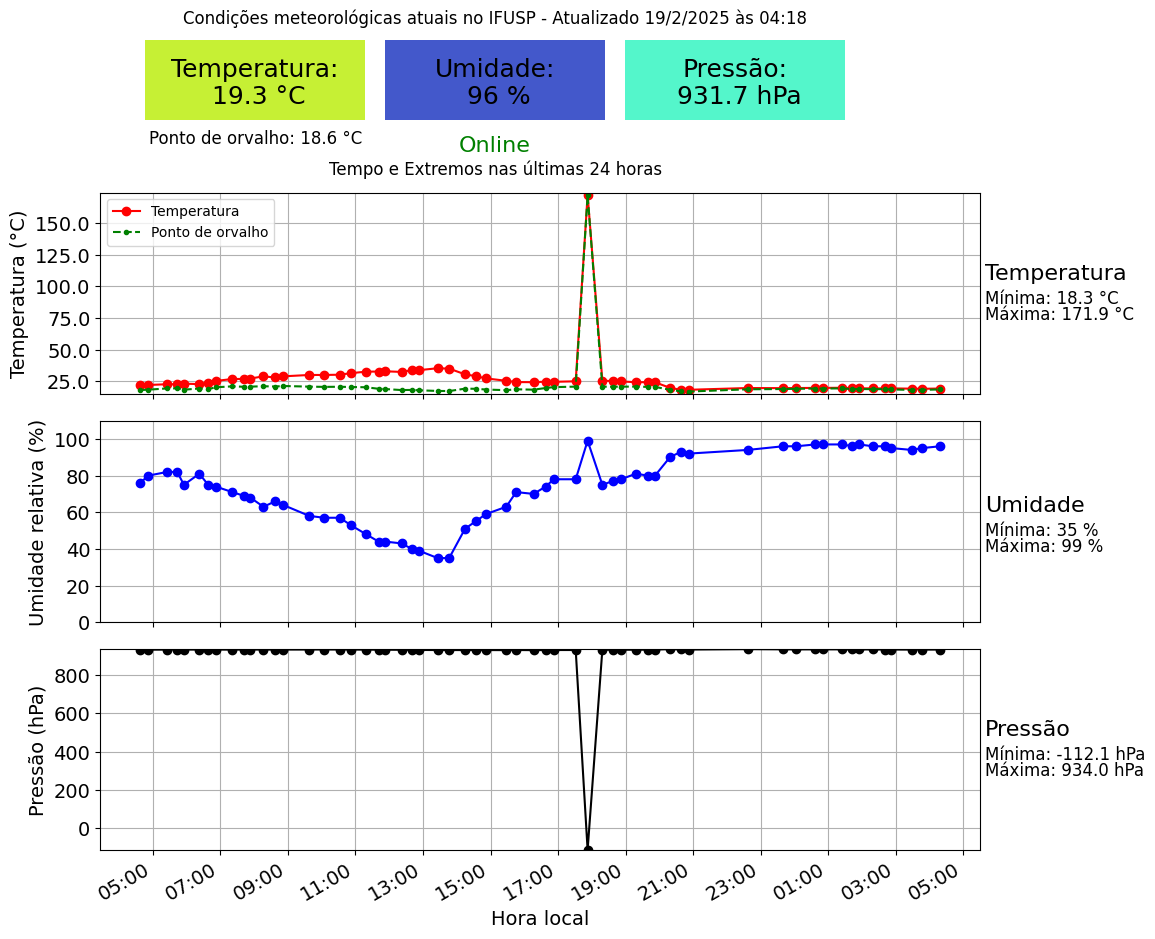 Condições meteorológicas atuais no IFUSP - Atualizado 19/2/2025 às 04:18
Temperatura:
19.3 °C
Umidade:
96 %
Pressão:
931.7 hPa
Ponto de orvalho: 18.6 °C
Online
Tempo e Extremos nas últimas 24 horas
Temperatura (°C)
150.0
125.0
100.0
75.0
50.0
25.0
Temperatura
Ponto de orvalho
Temperatura
Mínima: 18.3 °C
Máxima: 171.9 °C
Umidade relativa (%)
100
80
60
40
20
0
Umidade
Mínima: 35 %
Máxima: 99 %
Pressão (hPa)
800
600
400
200
0
Pressão
Mínima: -112.1 hPa
Máxima: 934.0 hPa
05:00
07:00
09:00
11:00
13:00
15:00
17:00
19:00
21:00
23:00
01:00
03:00
05:00
Hora local